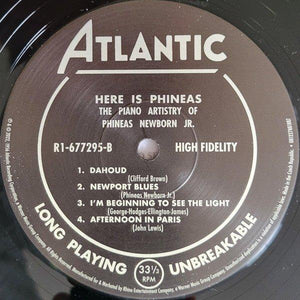 ATLANTIC
HERE IS PHINEAS
THE PIANO ARTISTRY OF
PHINEAS NEWBORN JR.
R1-677295-B
HIGH FIDELITY
1. DAHOUD
(Clifford Brown)
2. NEWPORT BLUES
(Phineas Newborn-Jr.)
3. I'M BEGINNING TO SEE THE LIGHT
(George-Hodges-Ellington-James)
4. AFTERNOON IN PARIS
(John Lewis)
LONG PLAYING
33⅓
RPM
UNBREAKABLE